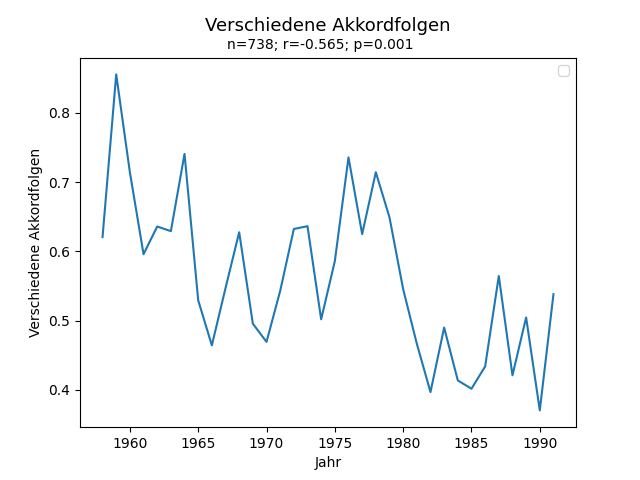 Verschiedene Akkordfolgen
n=738; r=-0.565; p=0.001
Verschiedene Akkordfolgen
0.8
0.7
0.6
0.5
0.4
1960 1965 1970 1975 1980 1985 1990
Jahr